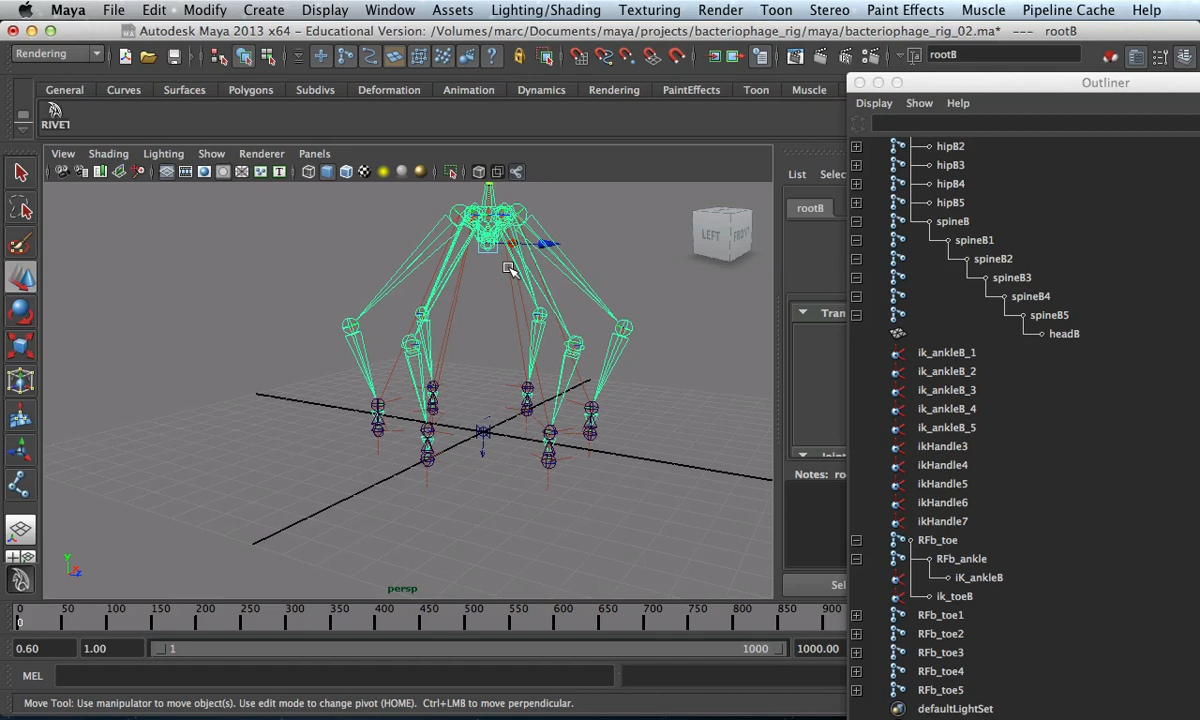 Maya File Edit Modify Create Display Window Assets Lighting/Shading Texturing Render Toon Stereo Paint Effects Muscle Pipeline Cache Help
Autodesk Maya 2013 x64 - Educational Version: /Volumes/marc/Documents/maya/projects/bacteriophage_rig/maya/bacteriophage_rig_02.ma* --- rootB
Rendering
rootB
General Curves Surfaces Polygons Subdivs Deformation Animation Dynamics Rendering PaintEffects Toon Muscle
RIVET
Outliner
Display Show Help
View Shading Lighting Show Renderer Panels
List Selec
rootB
LEFT FRONT
Tran
Notes: ro
Sel
hipB2
hipB3
hipB4
hipB5
spineB
spineB1
spineB2
spineB3
spineB4
spineB5
headB
ik_ankleB_1
ik_ankleB_2
ik_ankleB_3
ik_ankleB_4
ik_ankleB_5
ikHandle3
ikHandle4
ikHandle5
ikHandle6
ikHandle7
RFb_toe
RFb_ankle
iK_ankleB
ik_toeB
RFb_toe1
RFb_toe2
RFb_toe3
RFb_toe4
RFb_toe5
defaultLightSet
Y
Z
persp
0 50 100 150 200 250 300 350 400 450 500 550 600 650 700 750 800 850 900
0
0.60 1.00 1 1000 1000.00
MEL
Move Tool: Use manipulator to move object(s). Use edit mode to change pivot (HOME). Ctrl+LMB to move perpendicular.